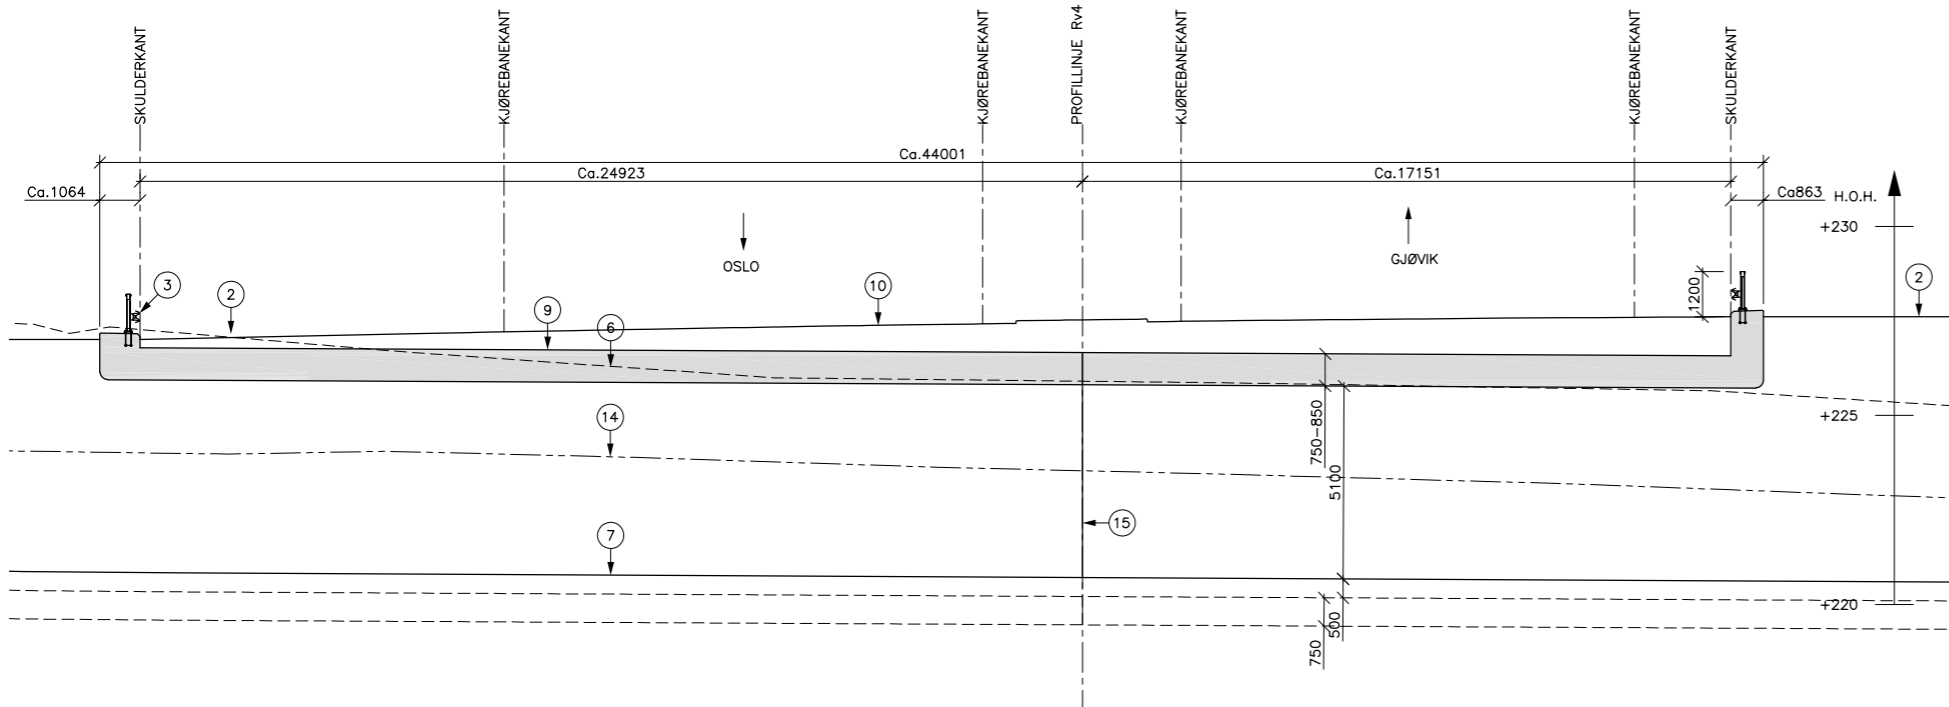 SKULDERKANT
KJØREBANEKANT
KJØREBANEKANT
PROFILLINJE Rv4
KJØREBANEKANT
KJØREBANEKANT
SKULDERKANT
Ca.44001
Ca.24923
Ca.17151
Ca.1064
Ca863
H.O.H.
+230
OSLO
GJØVIK
3
2
10
9
6
1200
2
14
750-850
5100
+225
15
7
+220
500
750